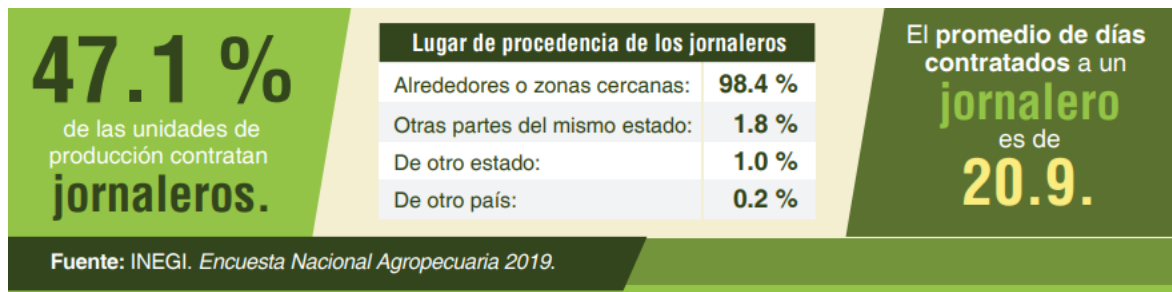 47.1 %
de las unidades de
producción contratan
jornaleros.
Lugar de procedencia de los jornaleros
Alrededores o zonas cercanas: 98.4 %
Otras partes del mismo estado: 1.8 %
De otro estado: 1.0 %
De otro país: 0.2 %
El promedio de días
contratados a un
jornalero
es de
20.9.
Fuente: INEGI. Encuesta Nacional Agropecuaria 2019.